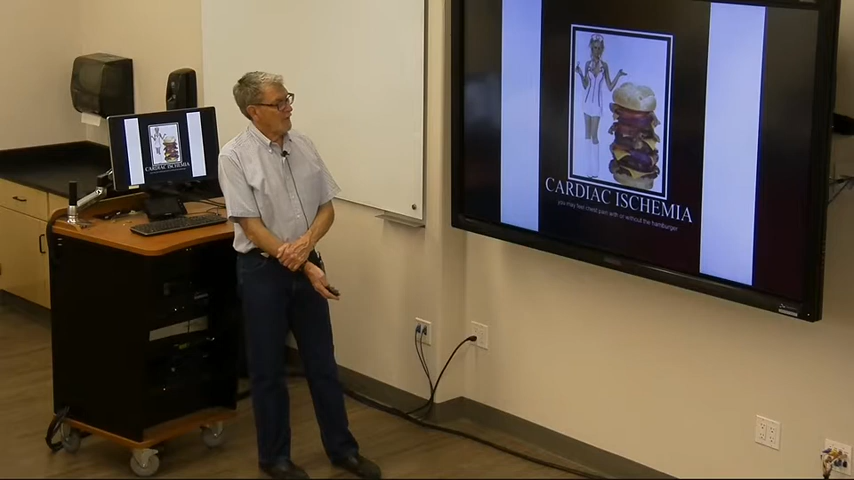 CARDIAC ISCHEMIA
CARDIAC ISCHEMIA
you may feel chest pain with or without the hamburger